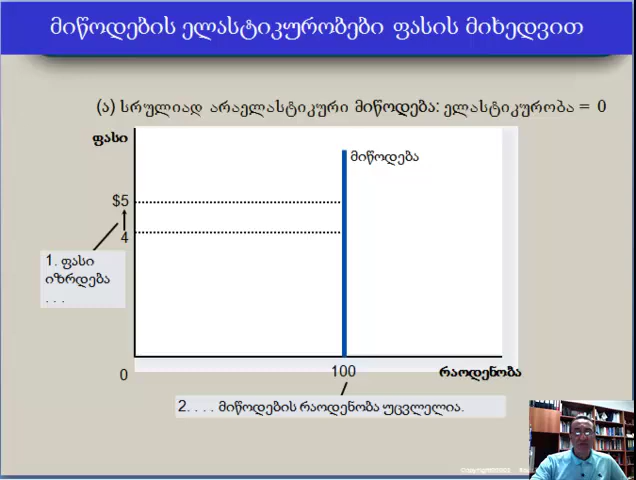 მიწოდების ელასტიკურობები ფასის მიხედვით
(ა) სრულიად არაელასტიკური მიწოდება: ელასტიკურობა = 0
ფასი
მიწოდება
$5
4
1. ფასი
იზრდება
. . .
0
100
რაოდენობა
2. . . . მიწოდების რაოდენობა უცვლელია.